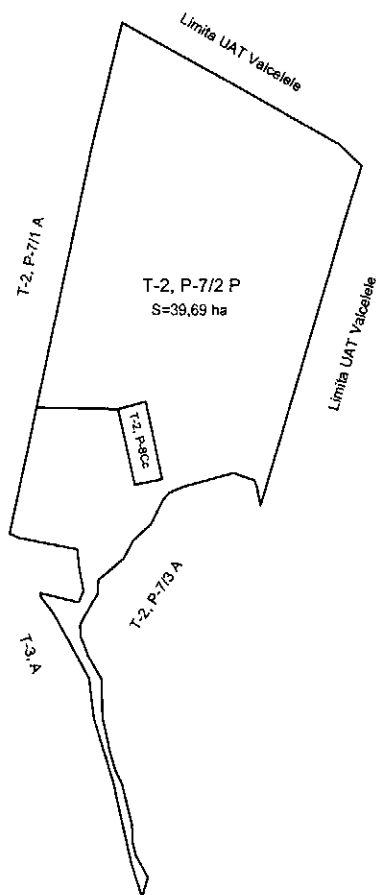 Limita UAT Valcelele
T-2, P-7/1 A
T-2, P-7/2 P
S=39,69 ha
Limita UAT Valcelele
T-2, P-8Cc
T-2, P-7/3 A
T-3, A